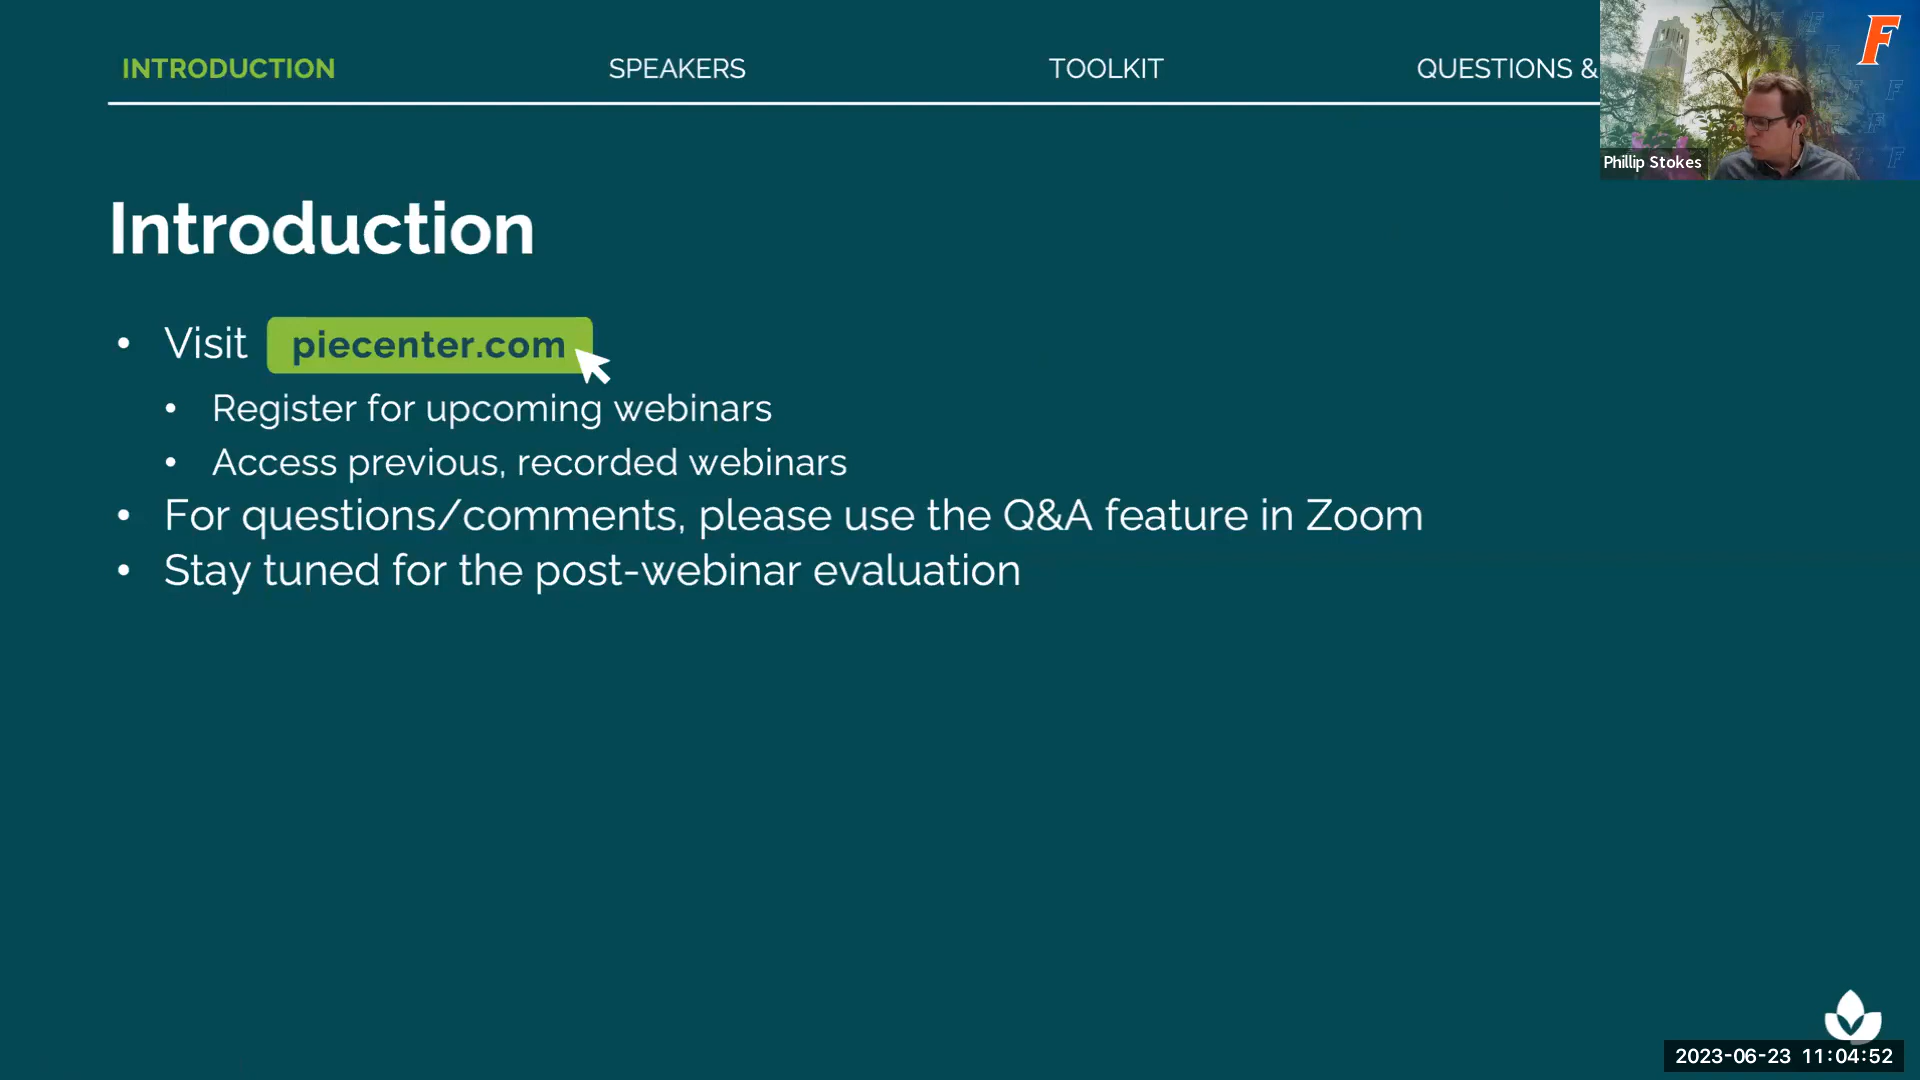 INTRODUCTION
SPEAKERS
TOOLKIT
QUESTIONS &
F
Phillip Stokes
Introduction
• Visit piecenter.com
• Register for upcoming webinars
• Access previous, recorded webinars
• For questions/comments, please use the Q&A feature in Zoom
• Stay tuned for the post-webinar evaluation
2023-06-23 11:04:52